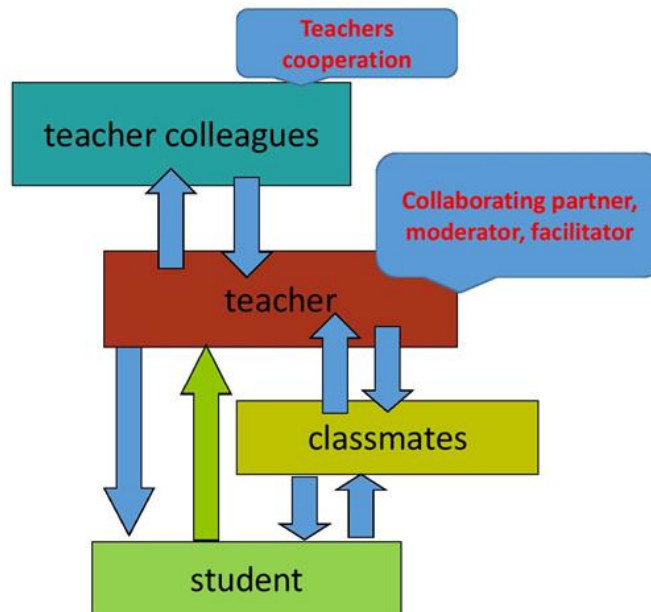 Teachers
cooperation
teacher colleagues
Collaborating partner,
moderator, facilitator
teacher
classmates
student